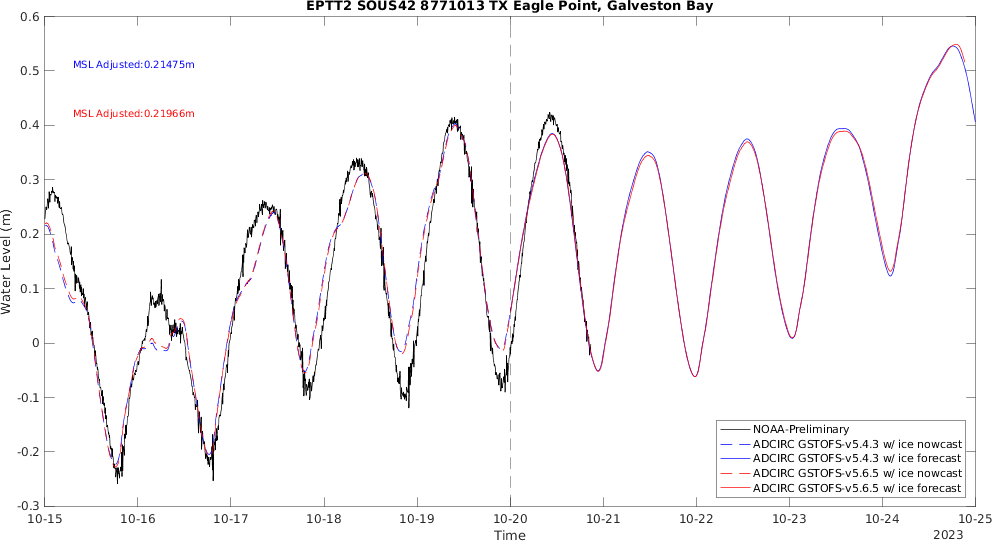 EPTT2 SOUS42 8771013 TX Eagle Point, Galveston Bay
0.6
0.5
0.4
0.3
0.2
0.1
0
-0.1
-0.2
-0.3
Water Level (m)
MSL Adjusted:0.21475m
MSL Adjusted:0.21966m
NOAA-Preliminary
ADCIRC GSTOFS-v5.4.3 w/ ice nowcast
ADCIRC GSTOFS-v5.4.3 w/ ice forecast
ADCIRC GSTOFS-v5.6.5 w/ ice nowcast
ADCIRC GSTOFS-v5.6.5 w/ ice forecast
10-15 10-16 10-17 10-18 10-19 10-20 10-21 10-22 10-23 10-24 10-25
Time
2023